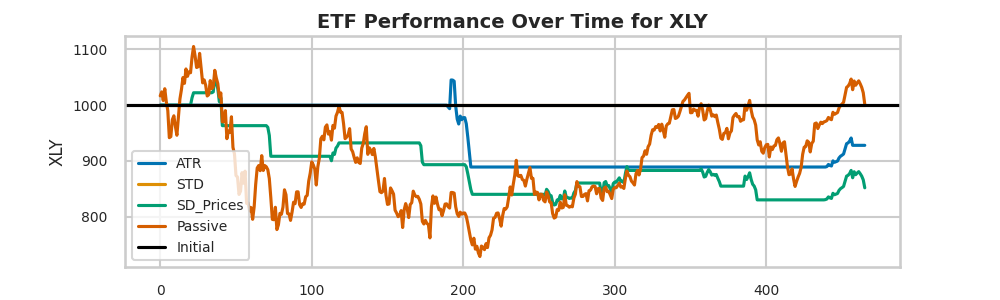 ETF Performance Over Time for XLY
XLY
1100
1000
900
800
ATR
STD
SD_Prices
Passive
Initial
0
100
200
300
400